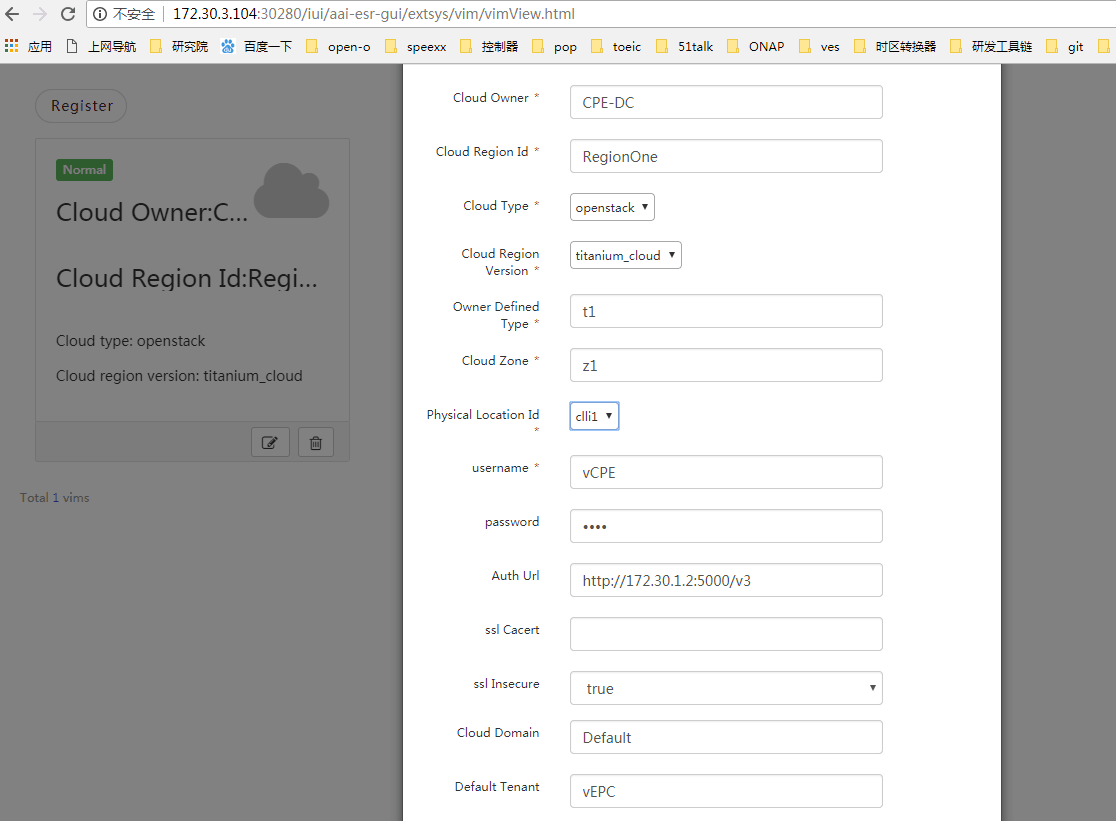 不安全 172.30.3.104:30280/iui/aai-esr-gui/extsys/vim/vimView.html
应用 上网导航 研究院 百度一下 open-o speexx 控制器 pop toeic 51talk ONAP ves 时区转换器 研发工具链 git
Register
Normal
Cloud Owner:C...
Cloud Region Id:Regi...
Cloud type: openstack
Cloud region version: titanium_cloud
Total 1 vims
Cloud Owner * CPE-DC
Cloud Region Id * RegionOne
Cloud Type * openstack
Cloud Region
Version * titanium_cloud
Owner Defined
Type * t1
Cloud Zone * z1
Physical Location Id
* clli1
username * vCPE
password ••••
Auth Url http://172.30.1.2:5000/v3
ssl Cacert
ssl Insecure true
Cloud Domain Default
Default Tenant vEPC